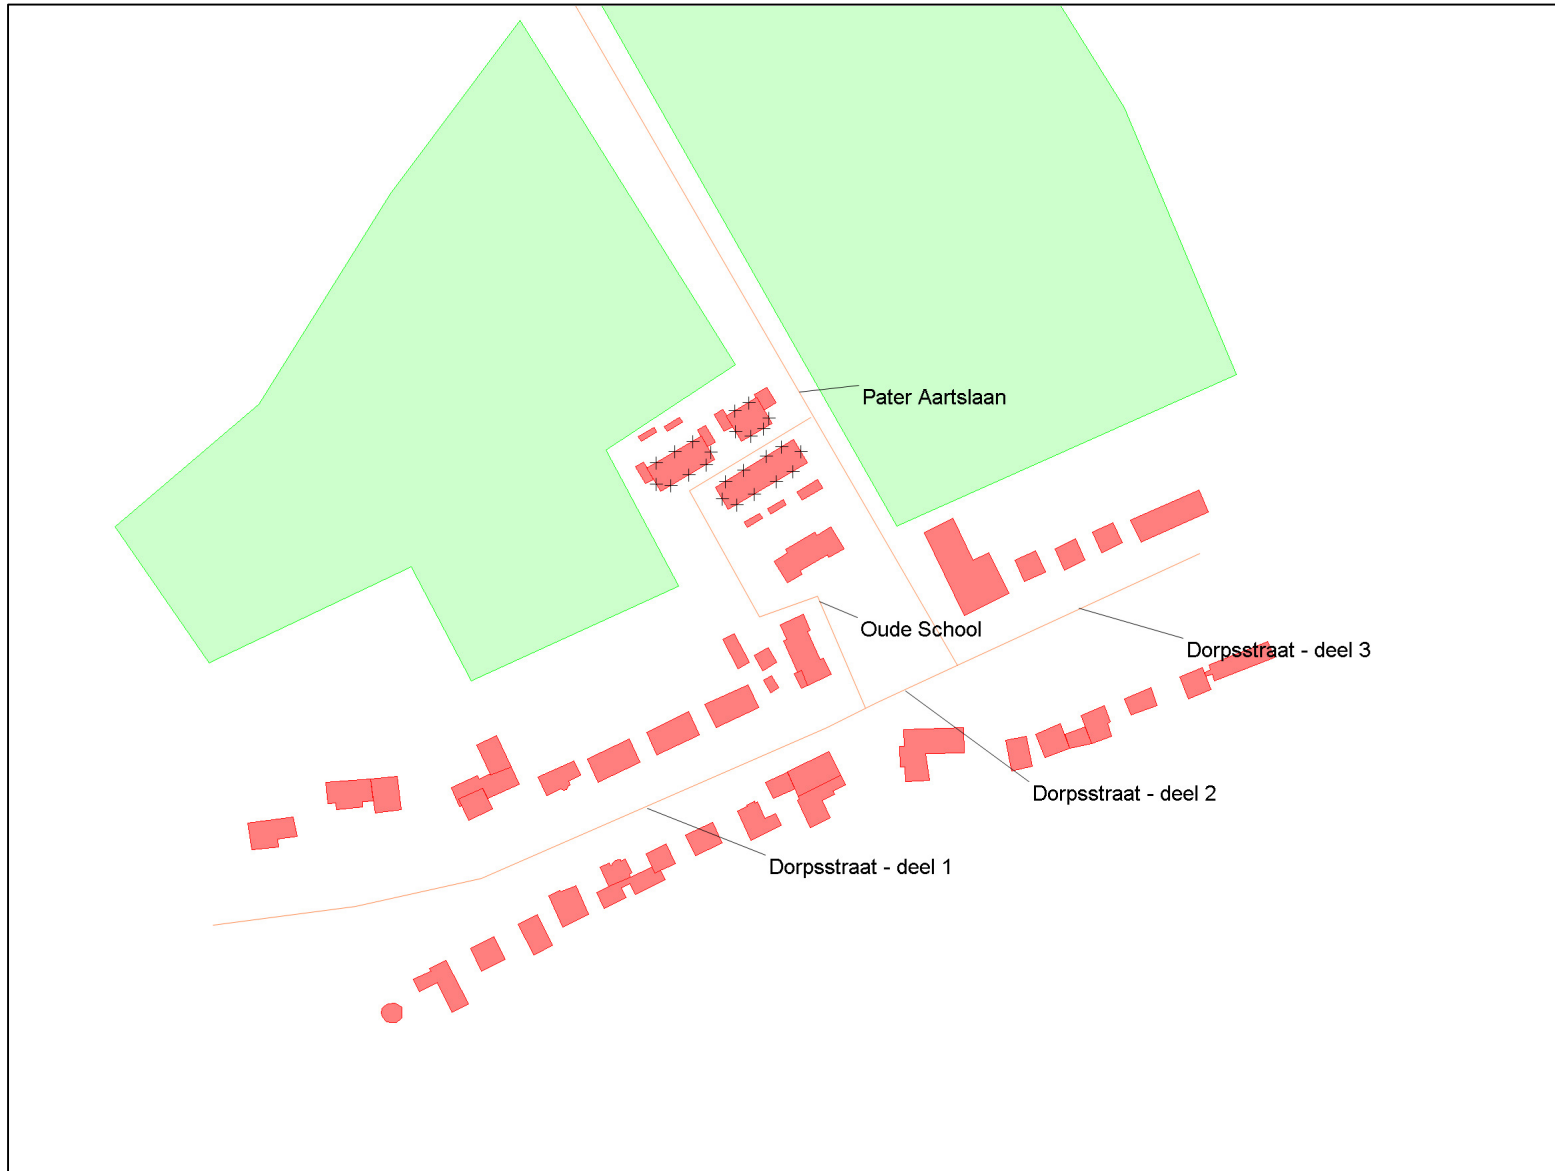 Pater Aartslaan
Oude School
Dorpsstraat - deel 3
Dorpsstraat - deel 2
Dorpsstraat - deel 1